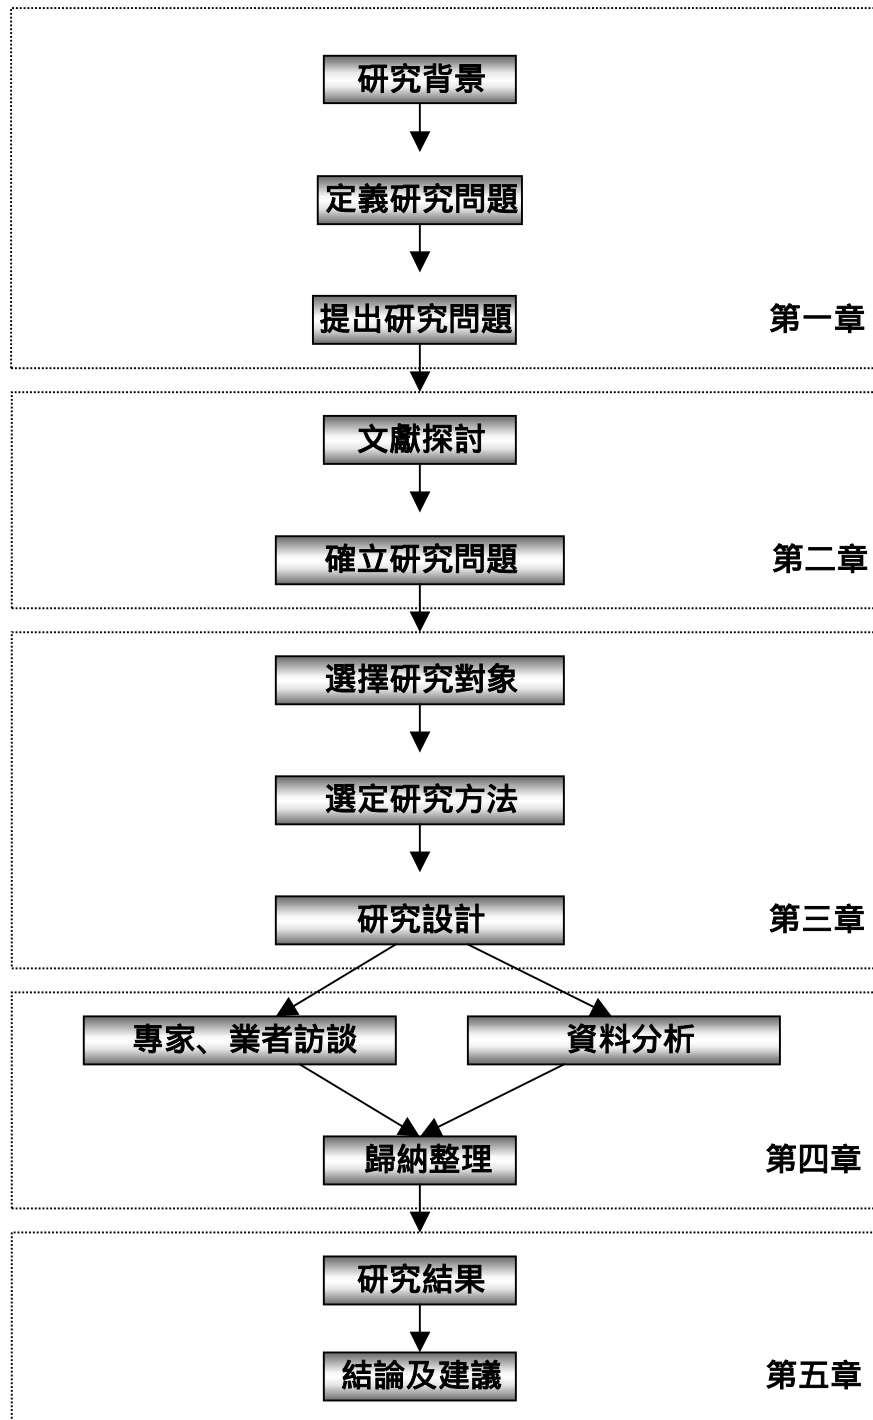 研究背景
定義研究問題
提出研究問題
第一章
文獻探討
確立研究問題
第二章
選擇研究對象
選定研究方法
研究設計
第三章
專家、業者訪談
資料分析
歸納整理
第四章
研究結果
結論及建議
第五章